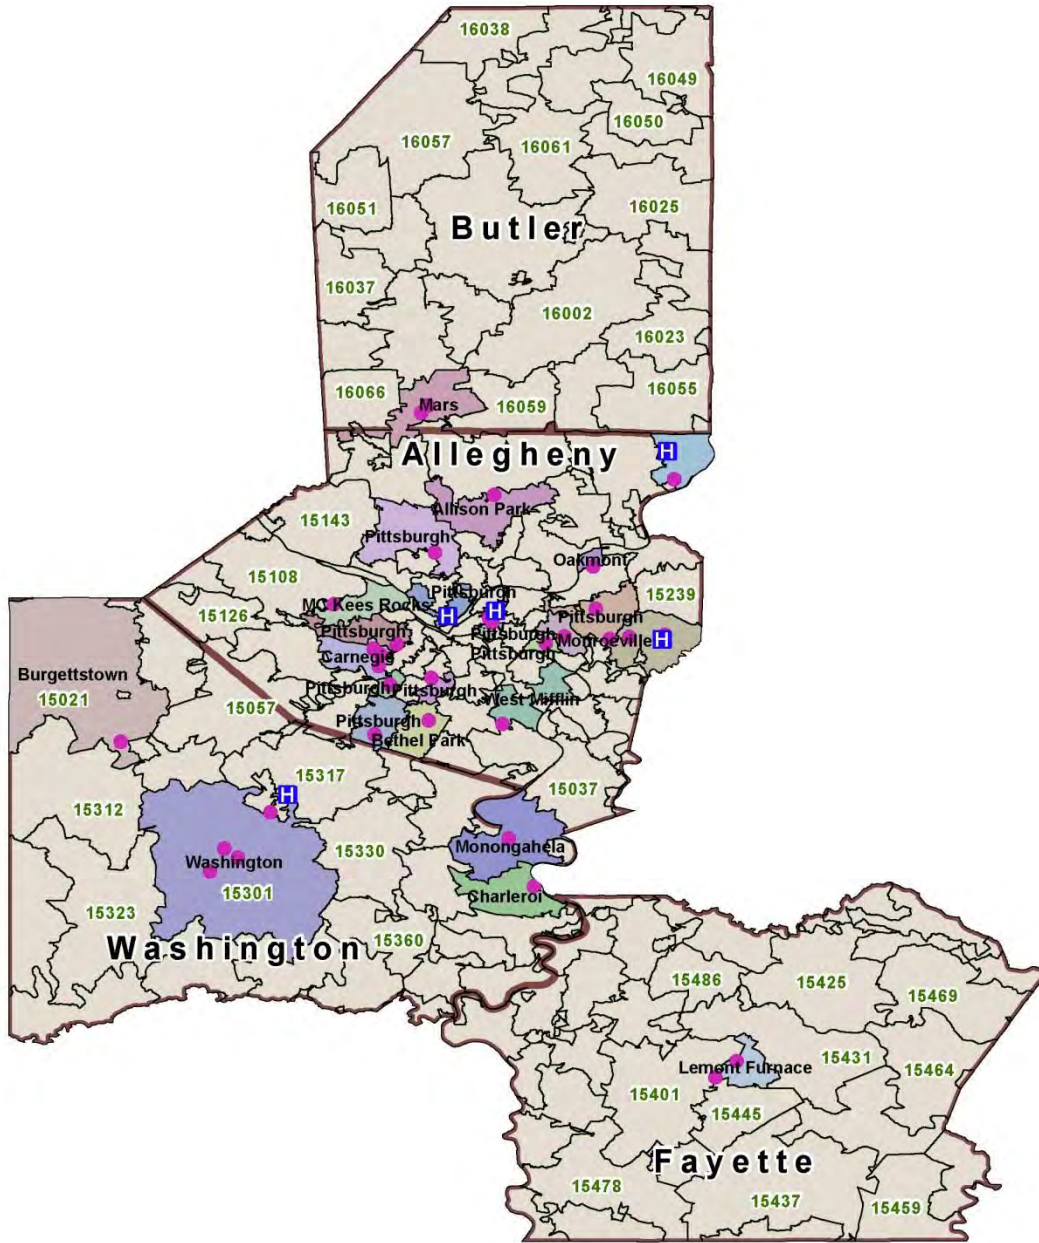 16038
16049
16050
16057
16061
16051
16025
Butler
16037
16002
16023
16066
16055
Mars
16059
Allegheny
H
Allison Park
15143
Pittsburgh
Oakmont
15108
Pittsburgh
15239
MC Kees Rocks
H
H
15126
Pittsburgh
Pittsburgh
Pittsburgh
Monroeville
H
Carnegie
Pittsburgh
Burgettstown
Pittsburgh
Pittsburgh
15021
West Mifflin
15057
Pittsburgh
Bethel Park
15317
15037
H
15312
Monongahela
15330
Washington
15301
Charleroi
15323
Washington
15360
15486
15425
15469
15431
Lemont Furnace
15464
15401
15445
Fayette
15478
15437
15459